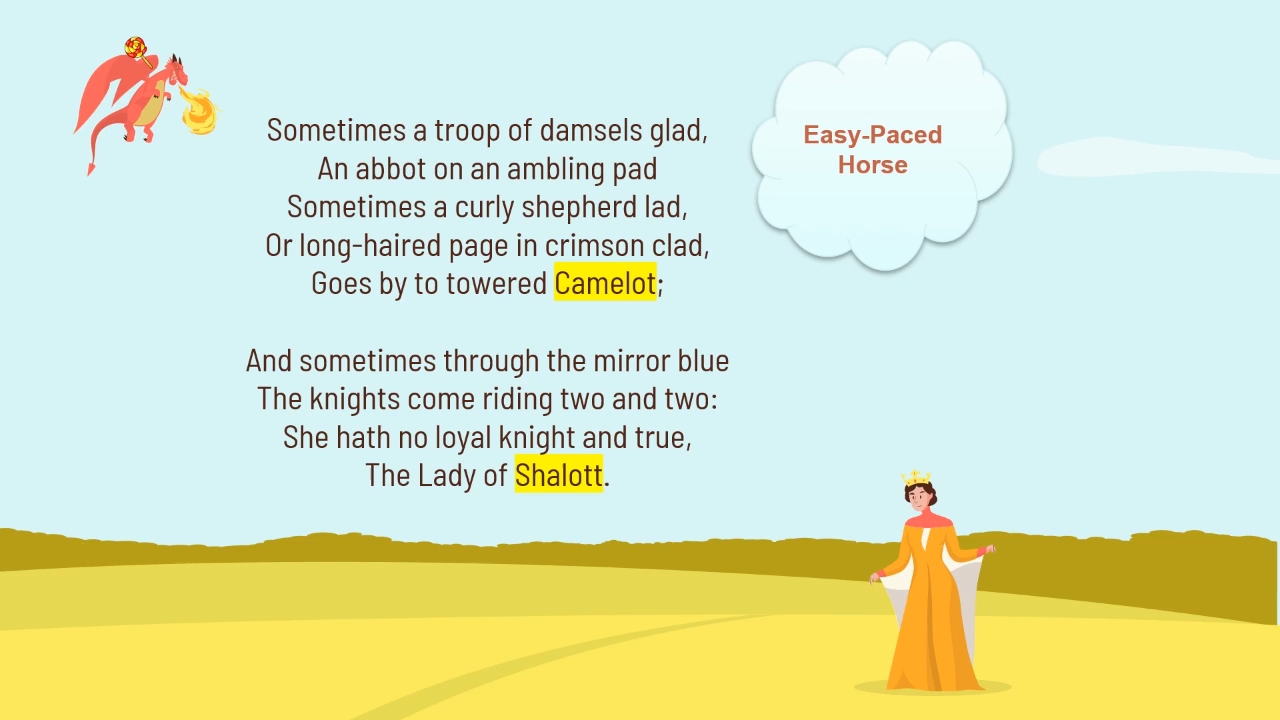 Sometimes a troop of damsels glad,
An abbot on an ambling pad
Sometimes a curly shepherd lad,
Or long-haired page in crimson clad,
Goes by to towered Camelot;
And sometimes through the mirror blue
The knights come riding two and two:
She hath no loyal knight and true,
The Lady of Shalott.
Easy-Paced
Horse